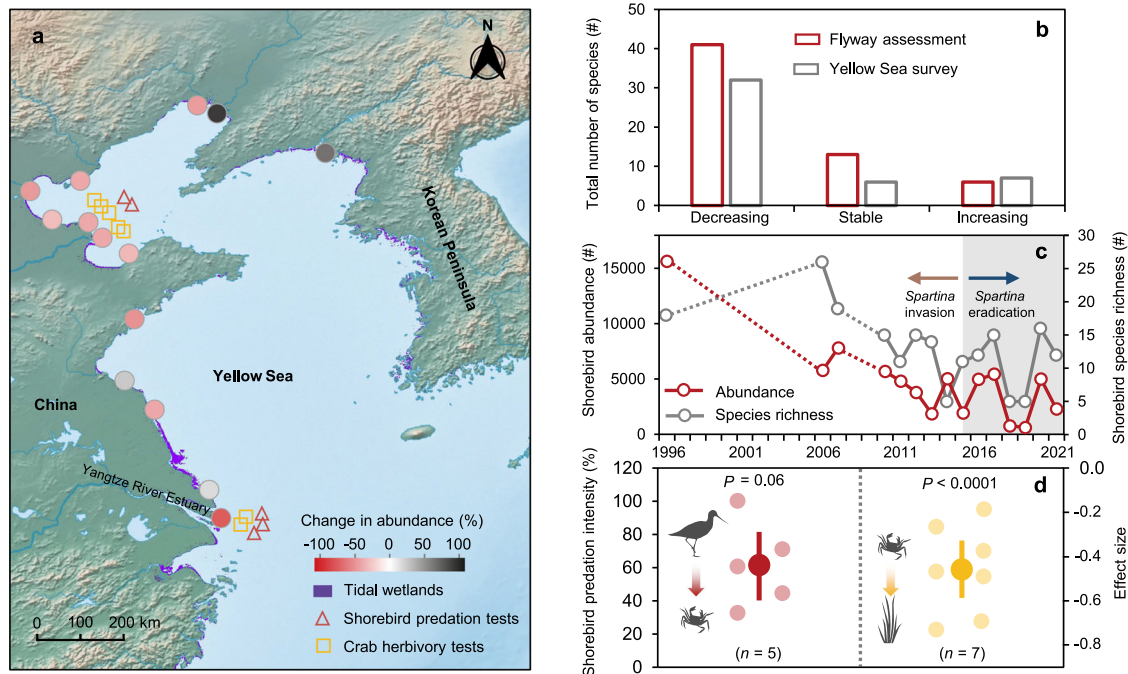 a
N
Korean Peninsula
Yellow Sea
China
Yangtze River Estuary
Change in abundance (%)
-100 -50 0 50 100
Tidal wetlands
Shorebird predation tests
Crab herbivory tests
0 100 200 km
b
Total number of species (#)
50
40
30
20
10
0
Flyway assessment
Yellow Sea survey
Decreasing Stable Increasing
c
Shorebird abundance (#)
15000
10000
5000
0
Spartina
invasion
Spartina
eradication
Abundance
Species richness
30
25
20
15
10
5
0
Shorebird species richness (#)
1996 2001 2006 2011 2016 2021
d
Shorebird predation intensity (%)
120
100
80
60
40
20
0
P = 0.06
(n = 5)
P < 0.0001
(n = 7)
0.0
-0.2
-0.4
-0.6
-0.8
Effect size